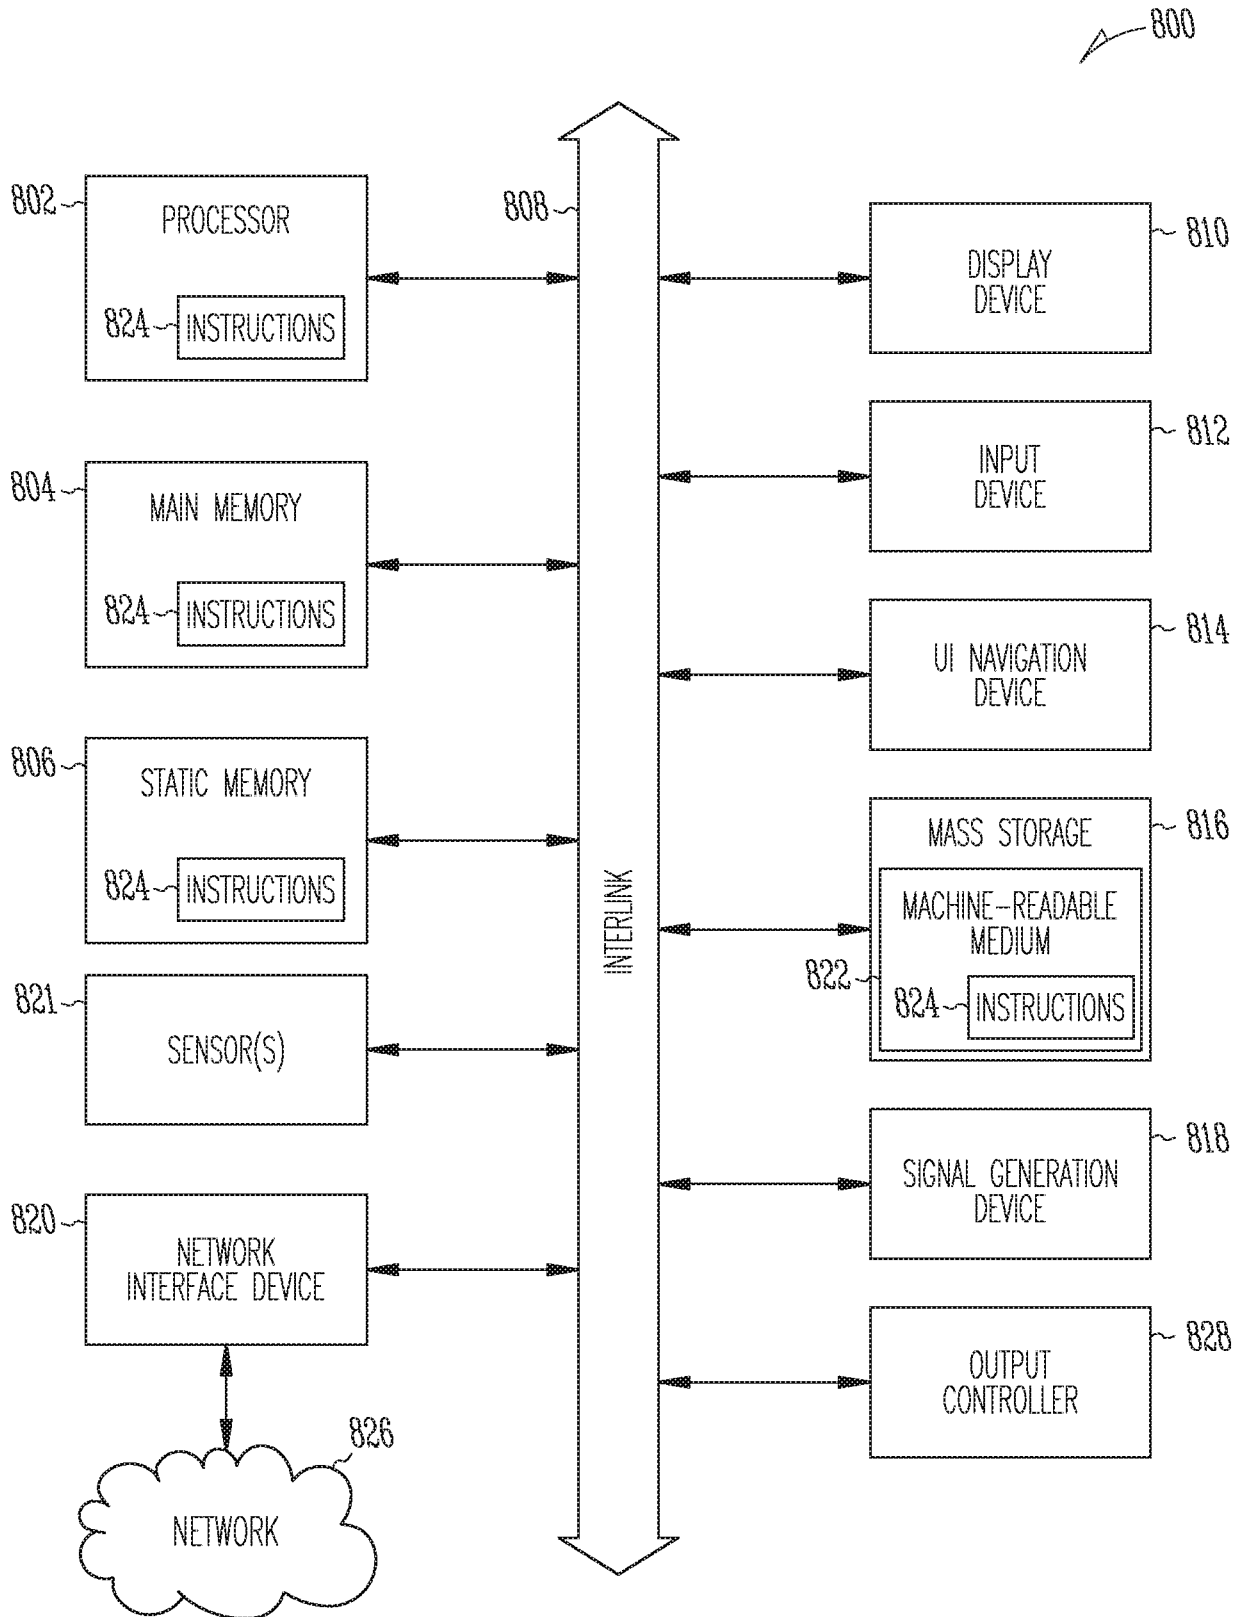 800
802
PROCESSOR
824
INSTRUCTIONS
804
MAIN MEMORY
824
INSTRUCTIONS
806
STATIC MEMORY
824
INSTRUCTIONS
821
SENSOR(S)
820
NETWORK
INTERFACE DEVICE
826
NETWORK
808
INTERLINK
810
DISPLAY
DEVICE
812
INPUT
DEVICE
814
UI NAVIGATION
DEVICE
816
MASS STORAGE
MACHINE-READABLE
MEDIUM
822
824
INSTRUCTIONS
818
SIGNAL GENERATION
DEVICE
828
OUTPUT
CONTROLLER